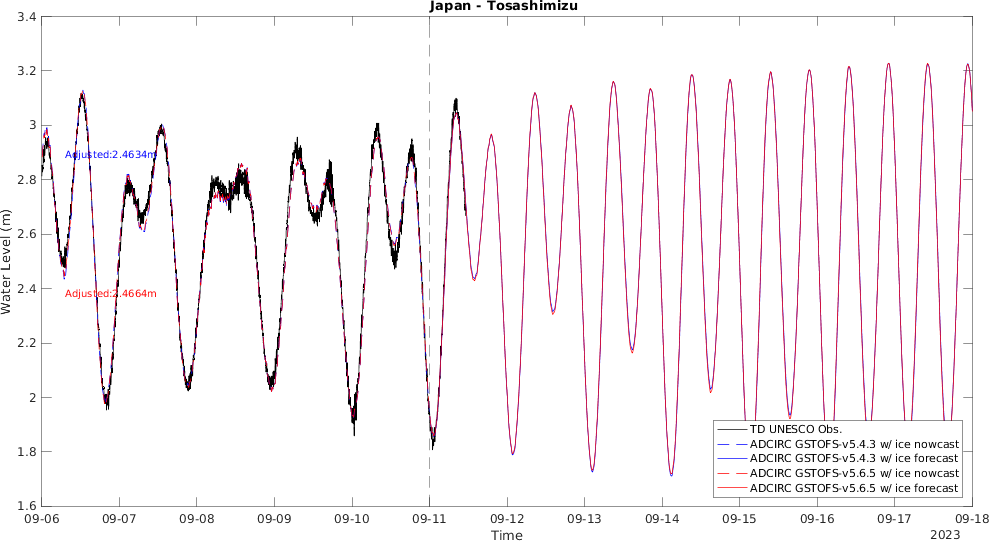 Japan - Tosashimizu
3.4
3.2
3
2.8
2.6
2.4
2.2
2
1.8
1.6
Water Level (m)
Adjusted:2.4634m
Adjusted:2.4664m
TD UNESCO Obs.
ADCIRC GSTOFS-v5.4.3 w/ ice nowcast
ADCIRC GSTOFS-v5.4.3 w/ ice forecast
ADCIRC GSTOFS-v5.6.5 w/ ice nowcast
ADCIRC GSTOFS-v5.6.5 w/ ice forecast
09-06 09-07 09-08 09-09 09-10 09-11 09-12 09-13 09-14 09-15 09-16 09-17 09-18
Time
2023